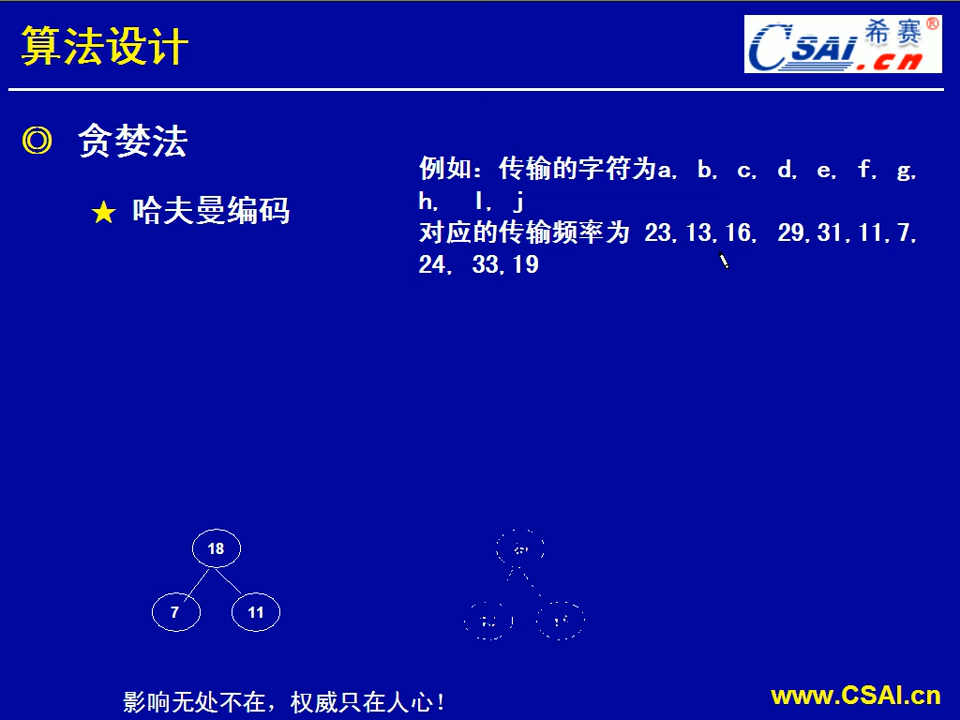 算法设计
CSAI 希赛®
.cn
◎ 贪婪法
★ 哈夫曼编码
例如：传输的字符为a, b, c, d, e, f, g,
h, l, j
对应的传输频率为 23,13,16, 29,31,11,7,
24, 33,19
18
7 11
影响无处不在，权威只在人心！
www.CSAI.cn